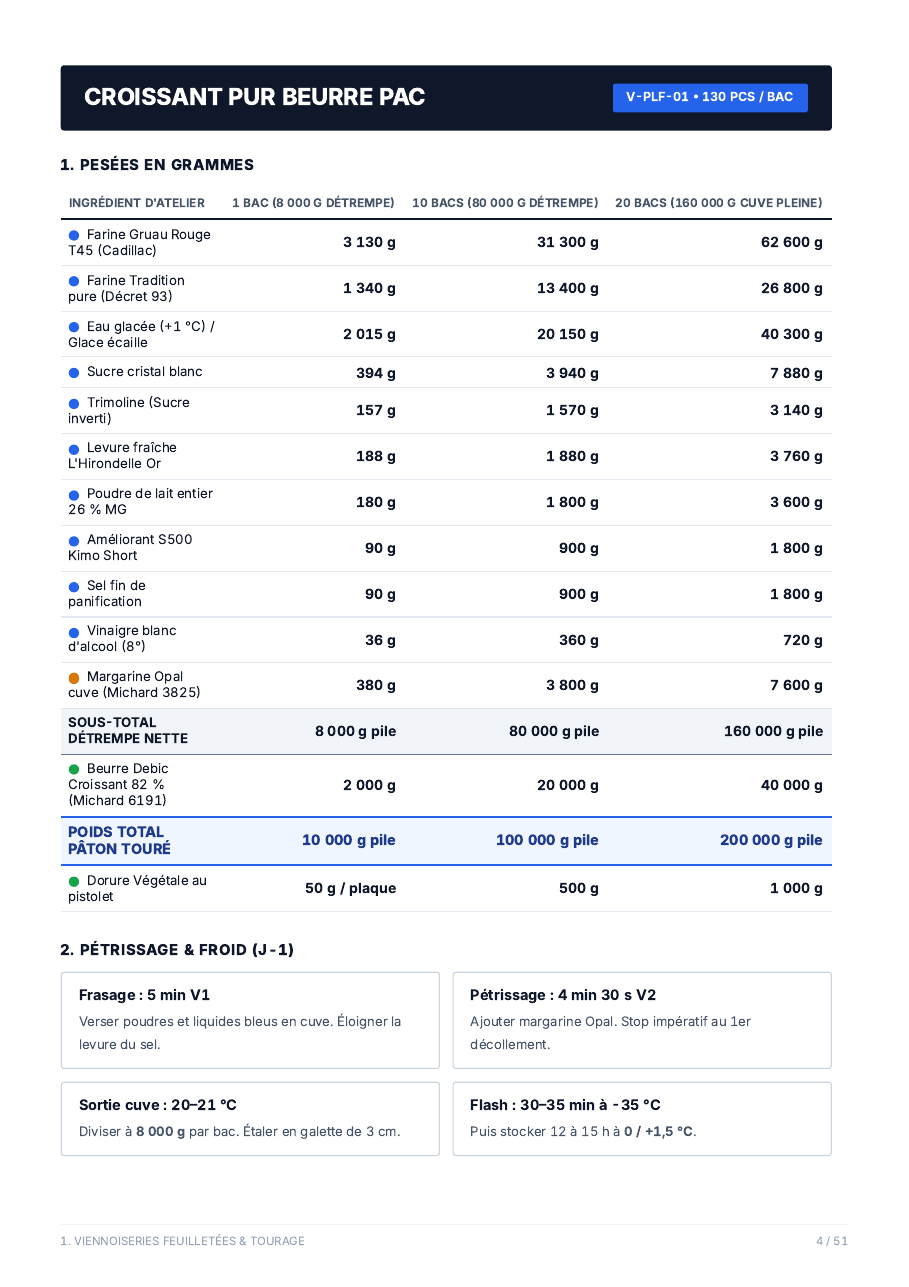 CROISSANT PUR BEURRE PAC
V-PLF-01 • 130 PCS / BAC
1. PESÉES EN GRAMMES
INGRÉDIENT D'ATELIER 1 BAC (8 000 G DÉTREMPE) 10 BACS (80 000 G DÉTREMPE) 20 BACS (160 000 G CUVE PLEINE)
Farine Gruau Rouge
T45 (Cadillac)
3 130 g 31 300 g 62 600 g
Farine Tradition
pure (Décret 93)
1 340 g 13 400 g 26 800 g
Eau glacée (+1 °C) /
Glace écaille
2 015 g 20 150 g 40 300 g
Sucre cristal blanc 394 g 3 940 g 7 880 g
Trimoline (Sucre
inverti)
157 g 1 570 g 3 140 g
Levure fraîche
L'Hirondelle Or
188 g 1 880 g 3 760 g
Poudre de lait entier
26 % MG
180 g 1 800 g 3 600 g
Améliorant S500
Kimo Short
90 g 900 g 1 800 g
Sel fin de
panification
90 g 900 g 1 800 g
Vinaigre blanc
d'alcool (8°)
36 g 360 g 720 g
Margarine Opal
cuve (Michard 3825)
380 g 3 800 g 7 600 g
SOUS-TOTAL
DÉTREMPE NETTE
8 000 g pile 80 000 g pile 160 000 g pile
Beurre Debic
Croissant 82 %
(Michard 6191)
2 000 g 20 000 g 40 000 g
POIDS TOTAL
PÂTON TOURÉ
10 000 g pile 100 000 g pile 200 000 g pile
Dorure Végétale au
pistolet
50 g / plaque 500 g 1 000 g
2. PÉTRISSAGE & FROID (J-1)
Frasage : 5 min V1
Verser poudres et liquides bleus en cuve. Éloigner la
levure du sel.
Pétrissage : 4 min 30 s V2
Ajouter margarine Opal. Stop impératif au 1er
décollement.
Sortie cuve : 20–21 °C
Diviser à 8 000 g par bac. Étaler en galette de 3 cm.
Flash : 30–35 min à -35 °C
Puis stocker 12 à 15 h à 0 / +1,5 °C.
1. VIENNOISERIES FEUILLETÉES & TOURAGE
4 / 51